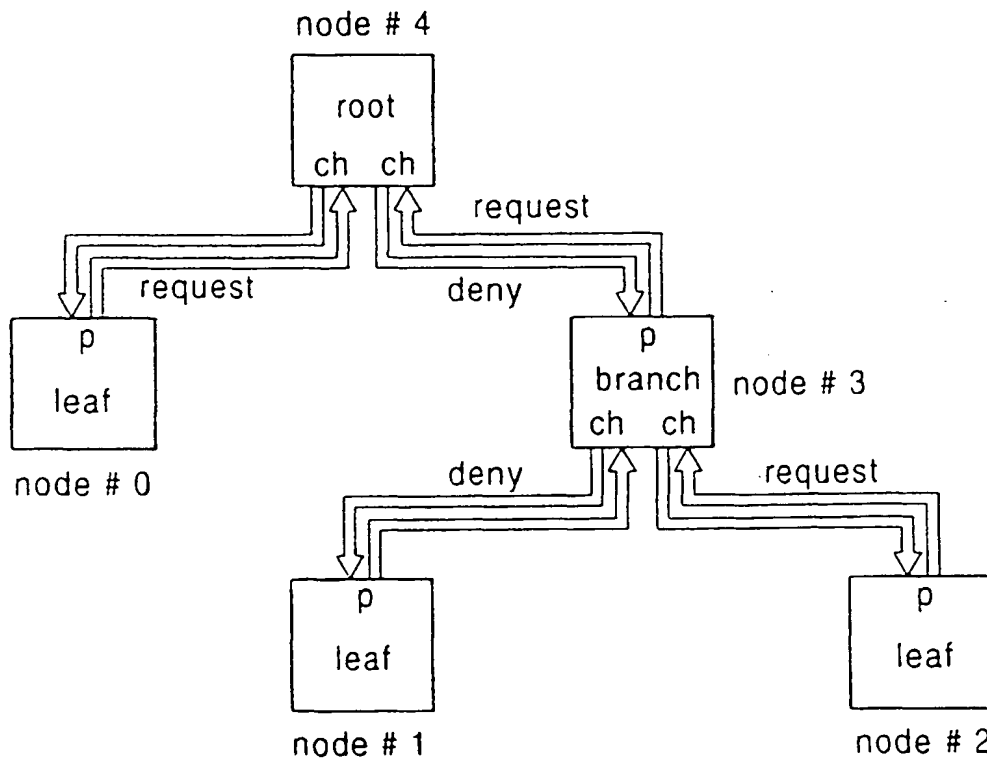 node # 4
root
ch ch
request
request
deny
p
leaf
node # 0
p
branch
ch ch
node # 3
deny
request
p
leaf
node # 1
p
leaf
node # 2